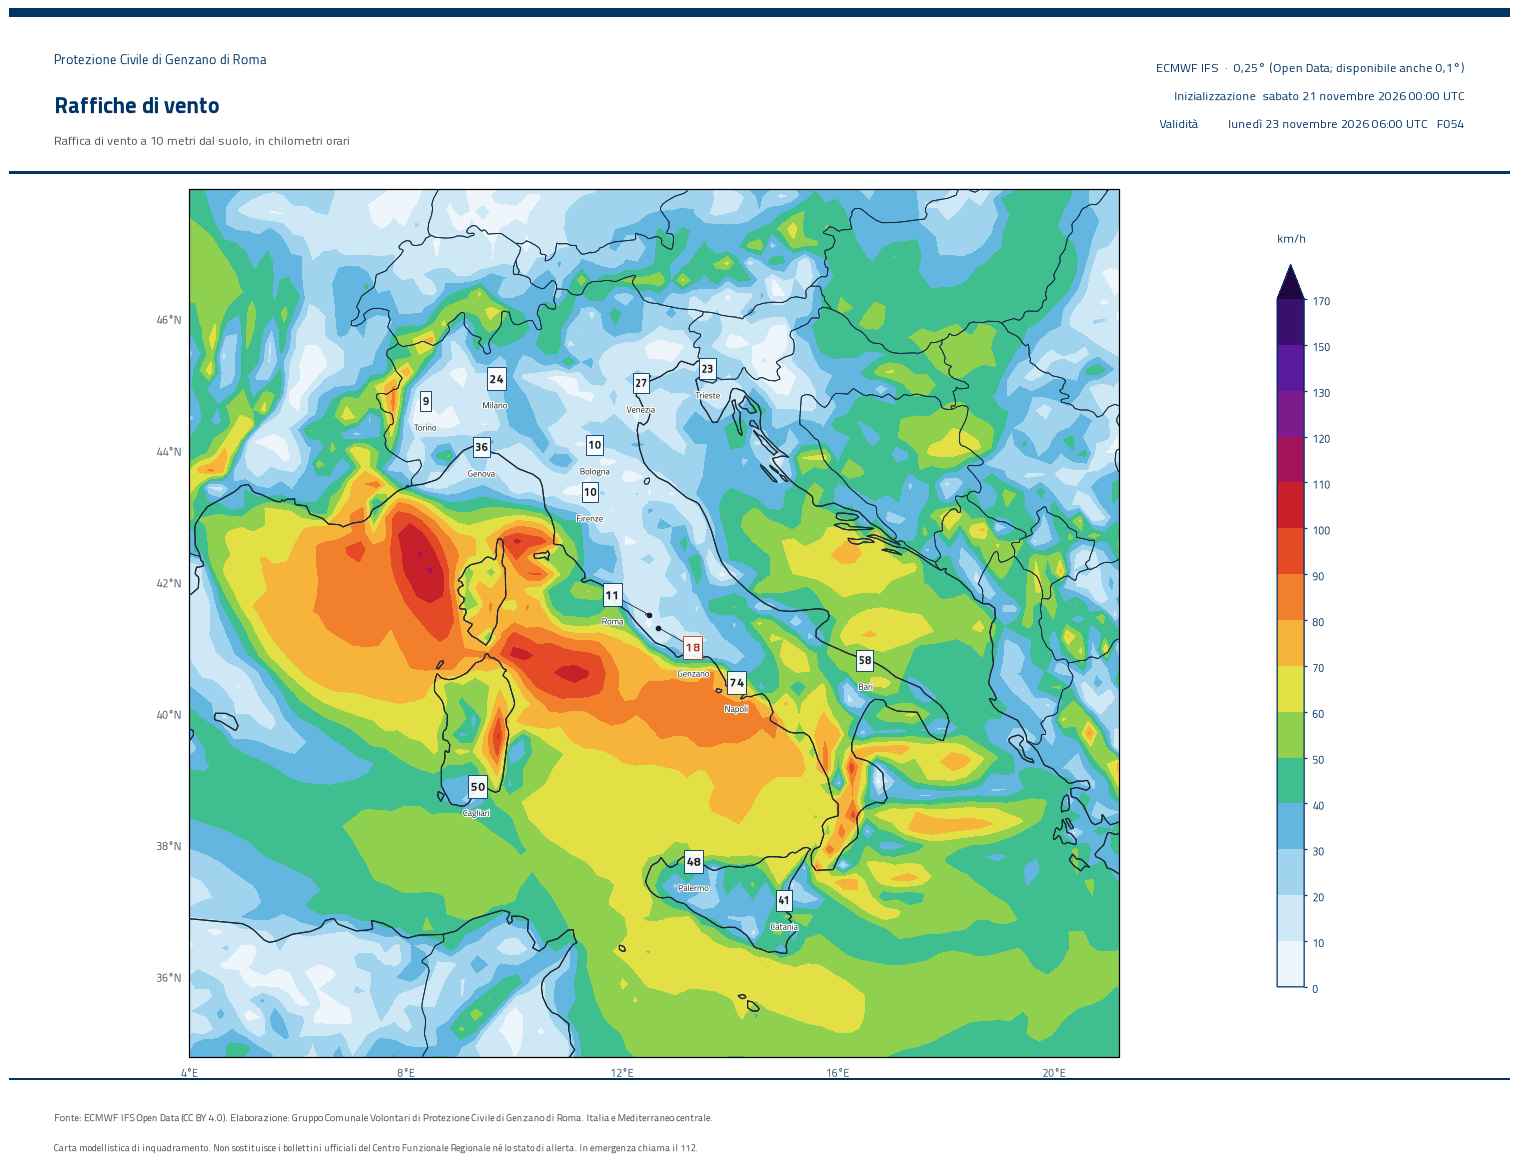 Protezione Civile di Genzano di Roma
Raffiche di vento
Raffica di vento a 10 metri dal suolo, in chilometri orari
ECMWF IFS · 0,25° (Open Data; disponibile anche 0,1°)
Inizializzazione sabato 21 novembre 2026 00:00 UTC
Validità lunedì 23 novembre 2026 06:00 UTC F054
km/h
170
150
130
120
110
100
90
80
70
60
50
40
30
20
10
0
46°N
44°N
42°N
40°N
38°N
36°N
4°E
8°E
12°E
16°E
20°E
23
Trieste
24
Milano
27
Venezia
9
Torino
36
Genova
10
Bologna
10
Firenze
11
Roma
18
Genzano
58
Bari
74
Napoli
50
Cagliari
48
Palermo
41
Catania
Fonte: ECMWF IFS Open Data (CC BY 4.0). Elaborazione: Gruppo Comunale Volontari di Protezione Civile di Genzano di Roma. Italia e Mediterraneo centrale.
Carta modellistica di inquadramento. Non sostituisce i bollettini ufficiali del Centro Funzionale Regionale né lo stato di allerta. In emergenza chiama il 112.